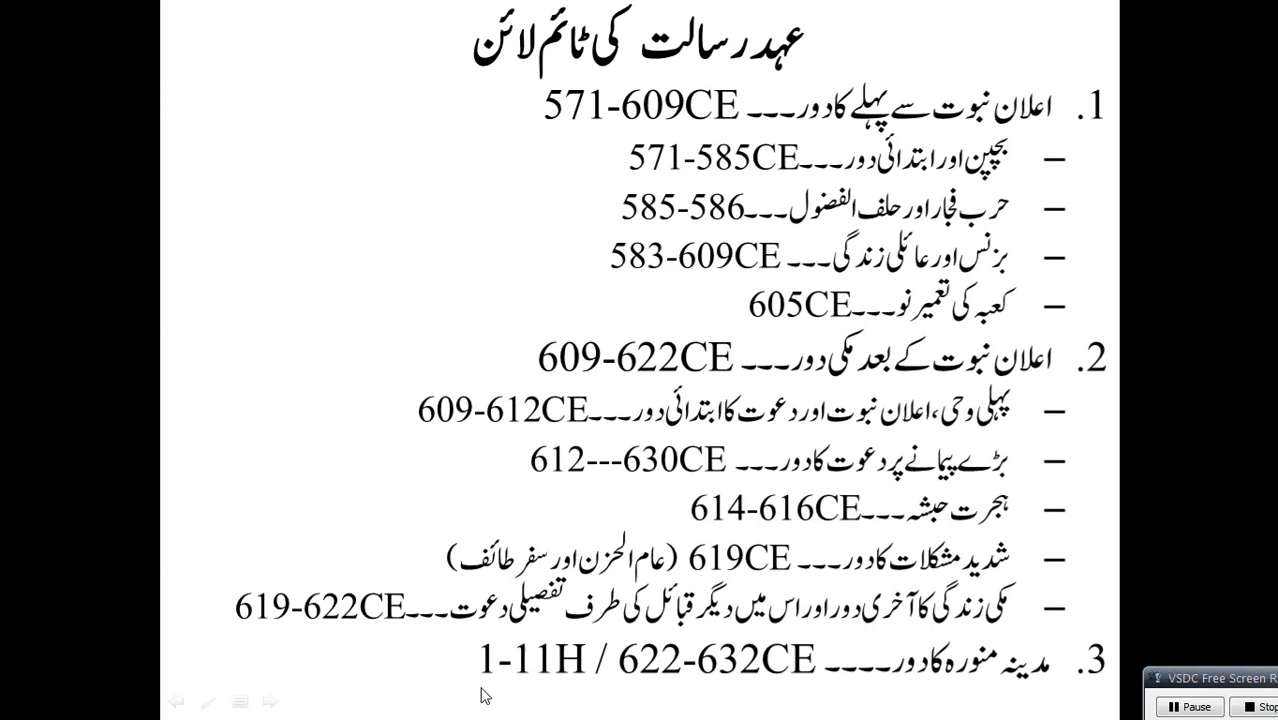 عہد رسالت کی ٹائم لائن
1. اعلان نبوت سے پہلے کا دور۔۔۔ 571-609CE
– بچپن اور ابتدائی دور۔۔۔571-585CE
– حرب فجار اور حلف الفضول۔۔۔585-586
– بزنس اور عائلی زندگی۔۔۔ 583-609CE
– کعبہ کی تعمیر نو۔۔۔605CE
2. اعلان نبوت کے بعد مکی دور۔۔۔ 609-622CE
– پہلی وحی، اعلان نبوت اور دعوت کا ابتدائی دور۔۔۔609-612CE
– بڑے پیمانے پر دعوت کا دور۔۔۔ 612---630CE
– ہجرت حبشہ۔۔۔614-616CE
– شدید مشکلات کا دور۔۔۔ 619CE (عام الحزن اور سفر طائف)
– مکی زندگی کا آخری دور اور اس میں دیگر قبائل کی طرف تفصیلی دعوت۔۔۔619-622CE
3. مدینہ منورہ کا دور۔۔۔۔ 622-632CE / 1-11H
VSDC Free Screen R
Pause
Stop